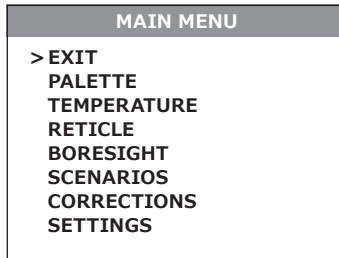 MAIN MENU
> EXIT
PALETTE
TEMPERATURE
RETICLE
BORESIGHT
SCENARIOS
CORRECTIONS
SETTINGS